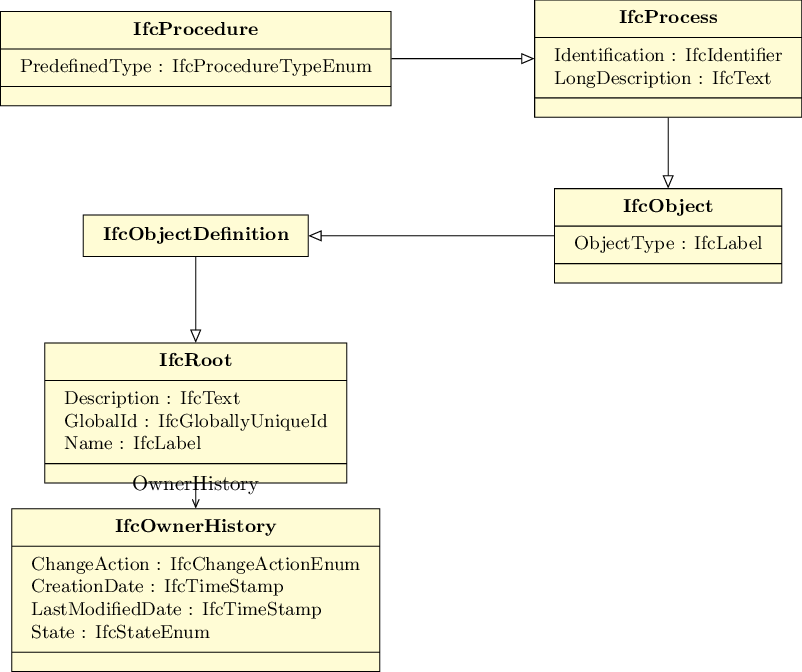 IfcProcedure
PredefinedType : IfcProcedureTypeEnum
IfcProcess
Identification : IfcIdentifier
LongDescription : IfcText
IfcObjectDefinition
IfcObject
ObjectType : IfcLabel
IfcRoot
Description : IfcText
GlobalId : IfcGloballyUniqueId
Name : IfcLabel
OwnerHistory
IfcOwnerHistory
ChangeAction : IfcChangeActionEnum
CreationDate : IfcTimeStamp
LastModifiedDate : IfcTimeStamp
State : IfcStateEnum